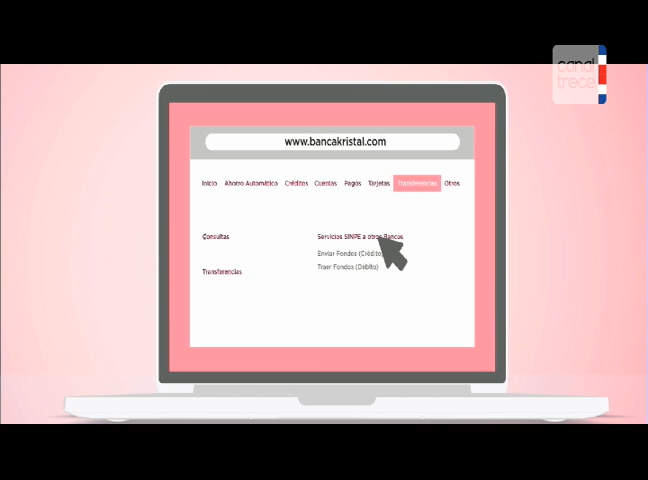 canal
trece
www.bancakristal.com
Inicio Ahorro Automático Créditos Cuentas Pagos Tarjetas Transferencias Otros
Consultas Servicios SINPE a otros Bancos
Enviar Fondos (Crédito)
Transferencias Traer Fondos (Débito)